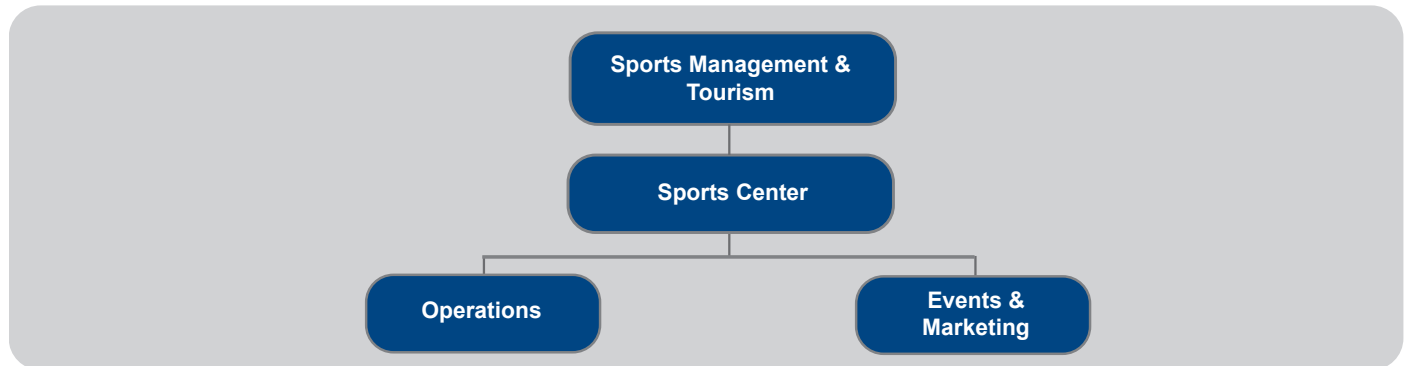 Sports Management &
Tourism
Sports Center
Operations
Events &
Marketing